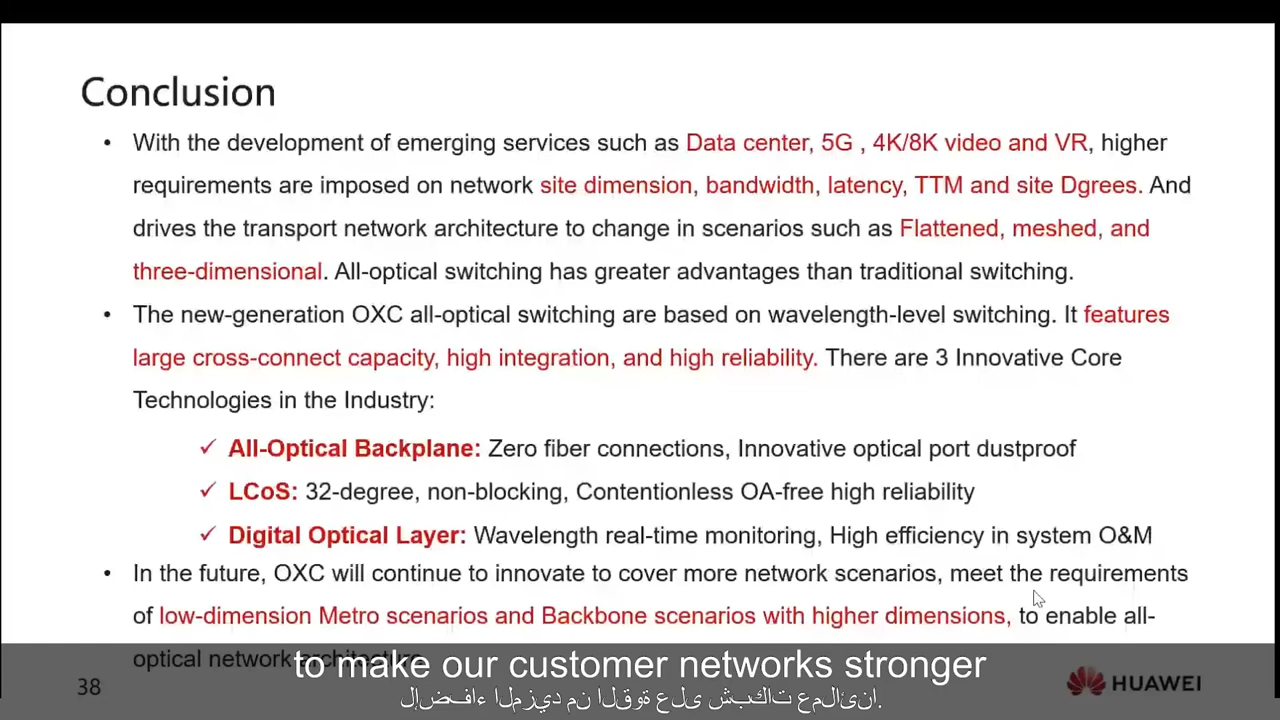 Conclusion
• With the development of emerging services such as Data center, 5G , 4K/8K video and VR, higher
requirements are imposed on network site dimension, bandwidth, latency, TTM and site Dgrees. And
drives the transport network architecture to change in scenarios such as Flattened, meshed, and
three-dimensional. All-optical switching has greater advantages than traditional switching.
• The new-generation OXC all-optical switching are based on wavelength-level switching. It features
large cross-connect capacity, high integration, and high reliability. There are 3 Innovative Core
Technologies in the Industry:
✓ All-Optical Backplane: Zero fiber connections, Innovative optical port dustproof
✓ LCoS: 32-degree, non-blocking, Contentionless OA-free high reliability
✓ Digital Optical Layer: Wavelength real-time monitoring, High efficiency in system O&M
• In the future, OXC will continue to innovate to cover more network scenarios, meet the requirements
of low-dimension Metro scenarios and Backbone scenarios with higher dimensions, to enable all-
optical network architecture.
to make our customer networks stronger
لإضفاء المزيد من القوة على شبكات عملائنا.
38
HUAWEI